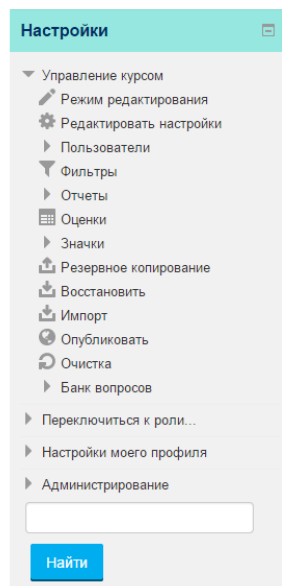 Настройки
Управление курсом
Режим редактирования
Редактировать настройки
Пользователи
Фильтры
Отчеты
Оценки
Значки
Резервное копирование
Восстановить
Импорт
Опубликовать
Очистка
Банк вопросов
Переключиться к роли...
Настройки моего профиля
Администрирование
Найти